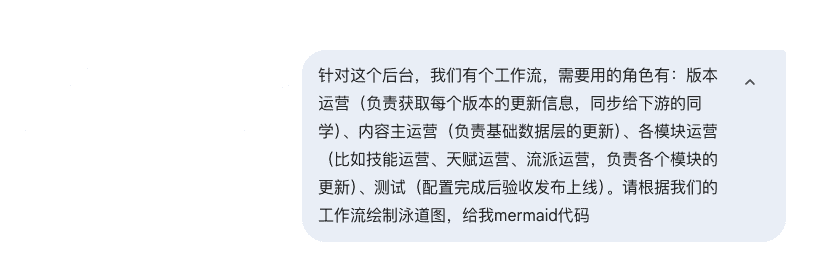 针对这个后台，我们有个工作流，需要用的角色有：版本
运营（负责获取每个版本的更新信息，同步给下游的同
学）、内容主运营（负责基础数据层的更新）、各模块运营
（比如技能运营、天赋运营、流派运营，负责各个模块的
更新）、测试（配置完成后验收发布上线）。请根据我们的
工作流绘制泳道图，给我mermaid代码